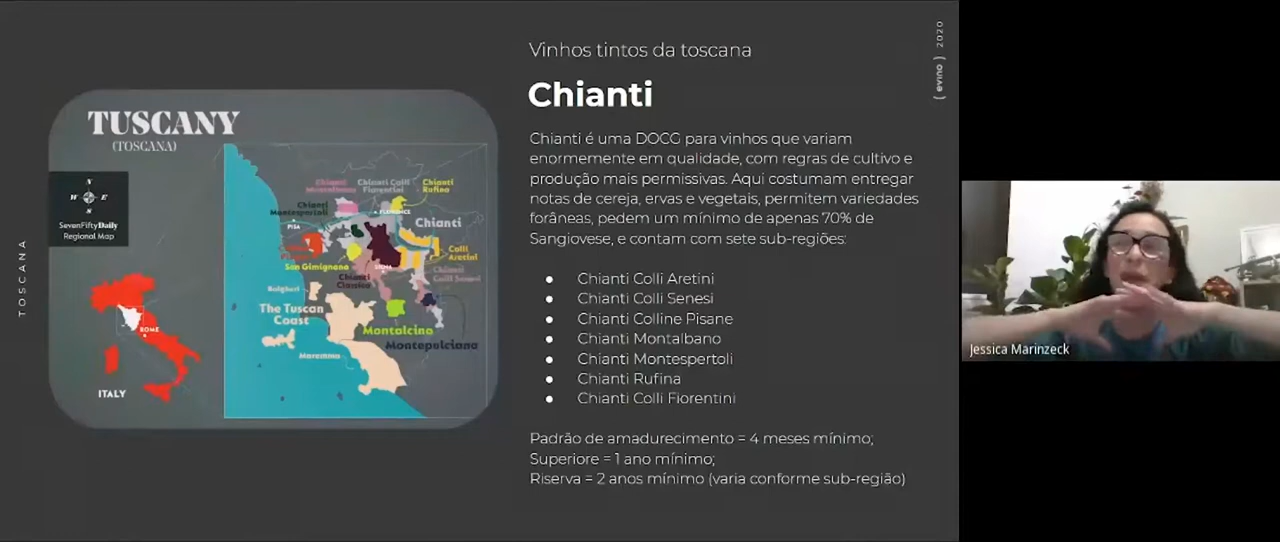 TOSCANA
TUSCANY
(TOSCANA)
N
W E
S
SevenFiftyDaily
Regional Map
ROME
ITALY
Chianti Colli
Fiorentini
Chianti
Rufina
Chianti
Montespertoli
FLORENCE
PISA
Chianti
Colli
Aretini
San Gimignano
SIENA
Chianti
Colli Senesi
Chianti
Classico
Bolgheri
The Tuscan
Coast
Montalcino
Montepulciano
Maremma
Vinhos tintos da toscana
Chianti
Chianti é uma DOCG para vinhos que variam
enormemente em qualidade, com regras de cultivo e
produção mais permissivas. Aqui costumam entregar
notas de cereja, ervas e vegetais, permitem variedades
forâneas, pedem um mínimo de apenas 70% de
Sangiovese, e contam com sete sub-regiões:
● Chianti Colli Aretini
● Chianti Colli Senesi
● Chianti Colline Pisane
● Chianti Montalbano
● Chianti Montespertoli
● Chianti Rufina
● Chianti Colli Fiorentini
Padrão de amadurecimento = 4 meses mínimo;
Superiore = 1 ano mínimo;
Riserva = 2 anos mínimo (varia conforme sub-região)
( evino ) 2020
Jessica Marinzeck